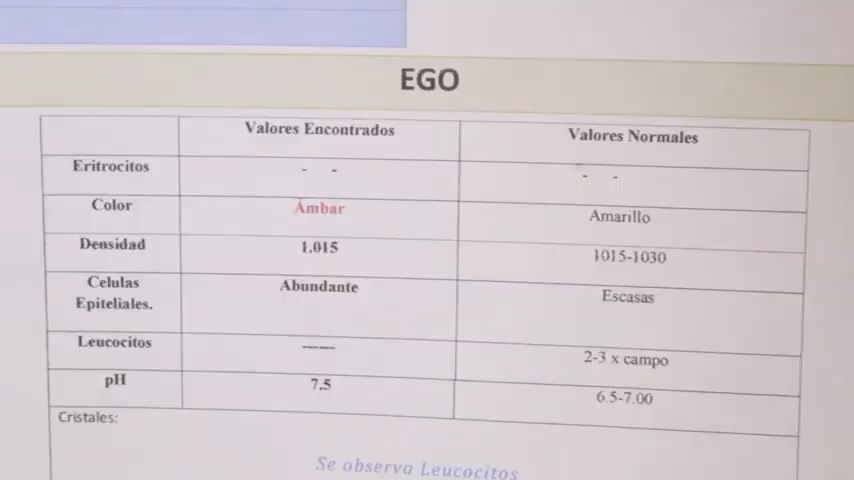 EGO
Valores Encontrados Valores Normales
Eritrocitos - - - -
Color Ámbar Amarillo
Densidad 1.015 1015-1030
Celulas Epiteliales. Abundante Escasas
Leucocitos ------ 2-3 x campo
pH 7.5 6.5-7.00
Cristales:
Se observa Leucocitos